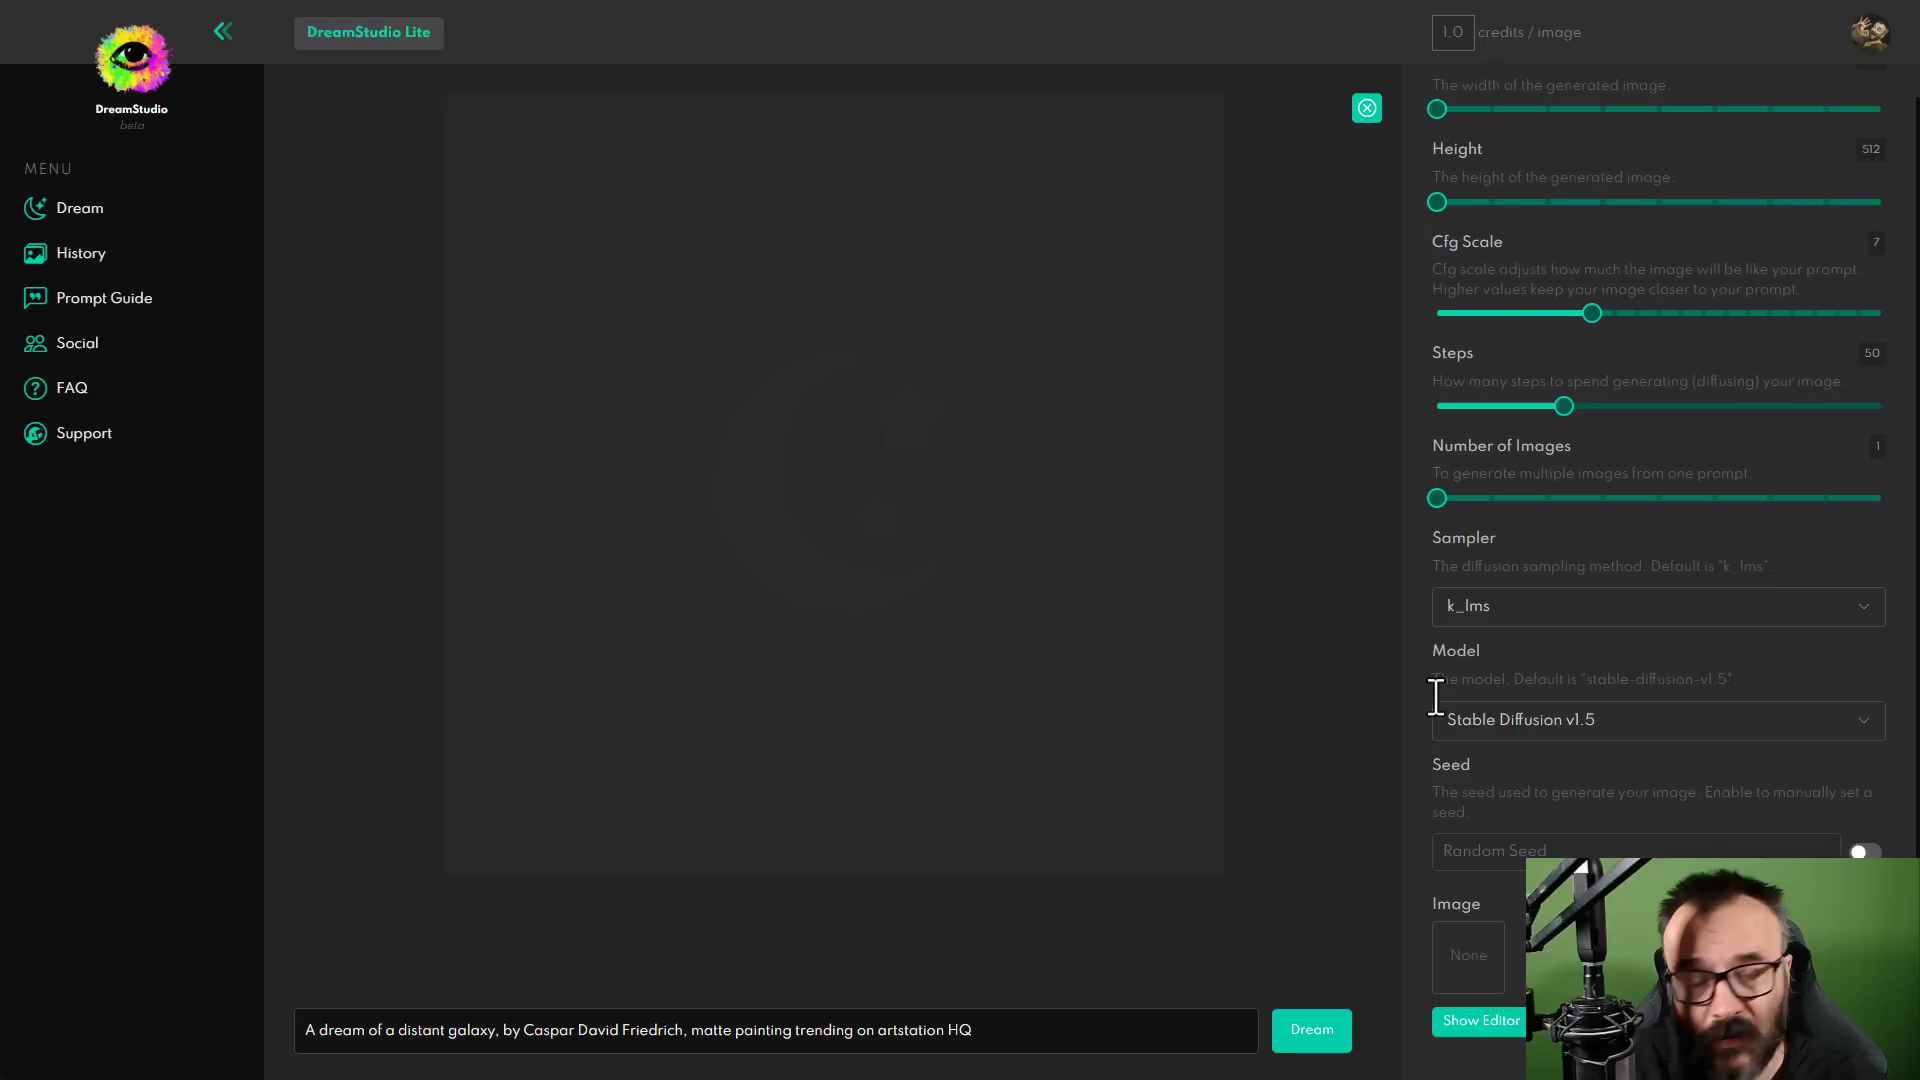 DreamStudio
beta
MENU
Dream
History
Prompt Guide
Social
FAQ
Support
DreamStudio Lite
1.0 credits / image
The width of the generated image.
Height
512
The height of the generated image.
Cfg Scale
7
Cfg scale adjusts how much the image will be like your prompt.
Higher values keep your image closer to your prompt.
Steps
50
How many steps to spend generating (diffusing) your image.
Number of Images
1
To generate multiple images from one prompt.
Sampler
The diffusion sampling method. Default is "k_lms".
k_lms
Model
The model. Default is "stable-diffusion-v1.5".
Stable Diffusion v1.5
Seed
The seed used to generate your image. Enable to manually set a
seed.
Random Seed
Image
None
Show Editor
A dream of a distant galaxy, by Caspar David Friedrich, matte painting trending on artstation HQ
Dream